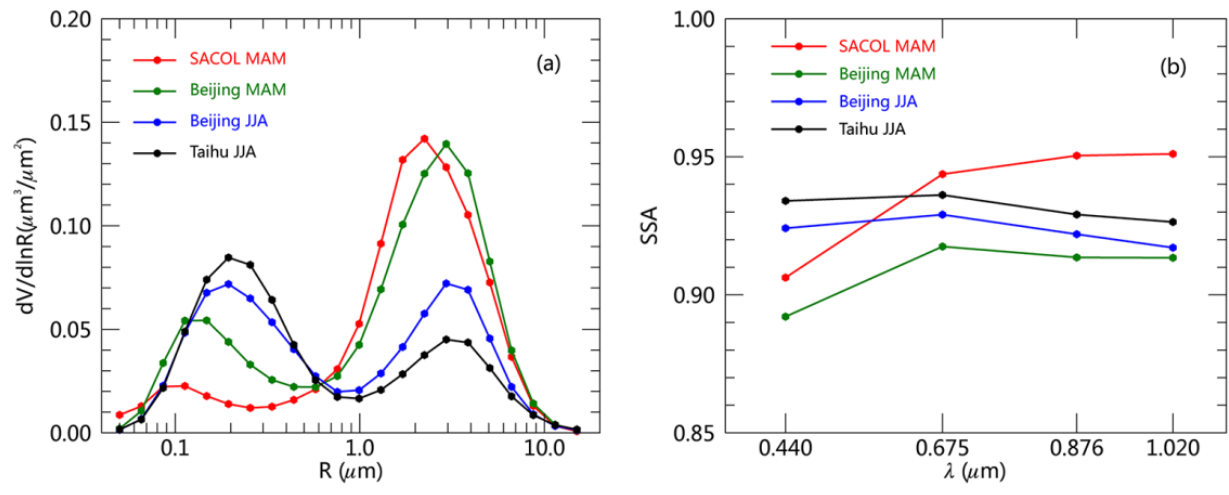 0.20
0.15
0.10
0.05
0.00
dV/dlnR(μm³/μm²)
SACOL MAM
Beijing MAM
Beijing JJA
Taihu JJA
(a)
0.1
1.0
10.0
R (μm)
1.00
0.95
0.90
0.85
SSA
SACOL MAM
Beijing MAM
Beijing JJA
Taihu JJA
(b)
0.440
0.675
0.876
1.020
λ (μm)